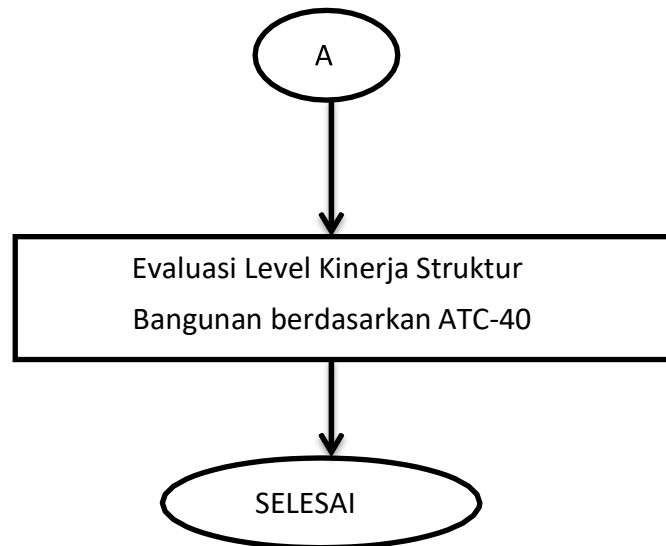 A
Evaluasi Level Kinerja Struktur
Bangunan berdasarkan ATC-40
SELESAI